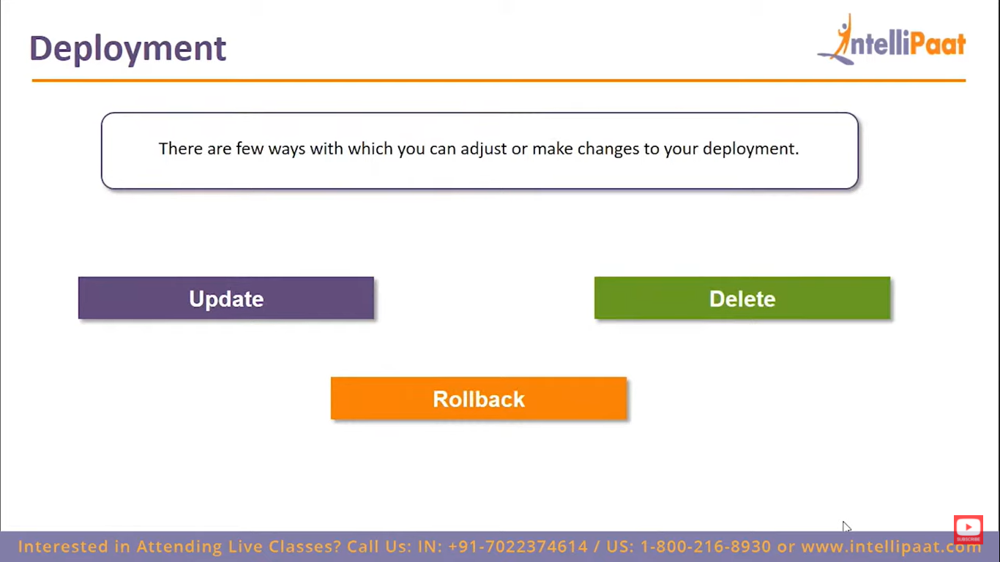 Deployment
IntelliPaat
There are few ways with which you can adjust or make changes to your deployment.
Update
Delete
Rollback
SUBSCRIBE
Interested in Attending Live Classes? Call Us: IN: +91-7022374614 / US: 1-800-216-8930 or www.intellipaat.com